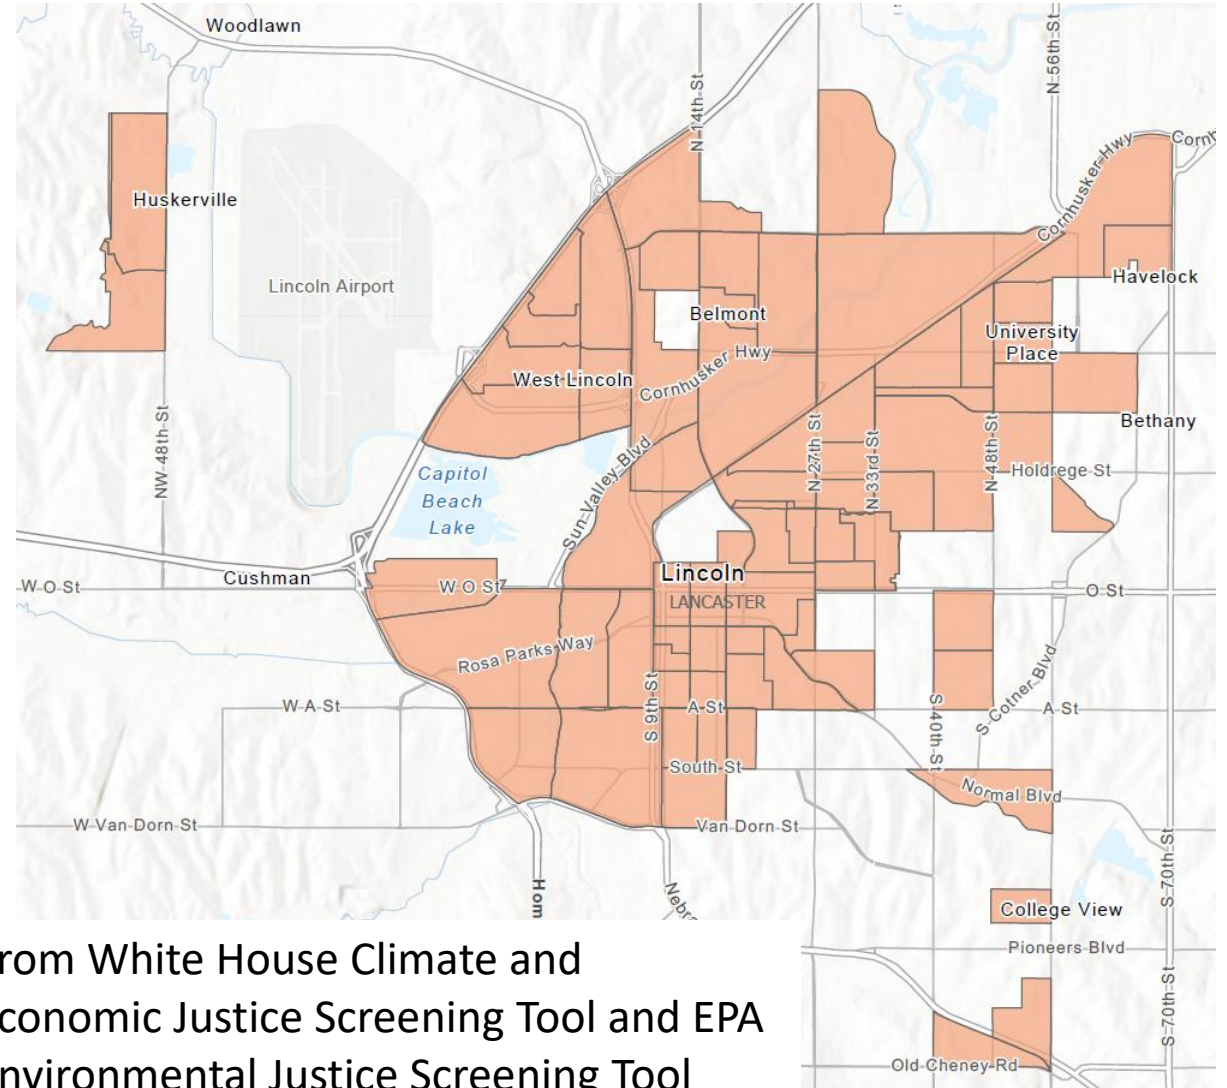 Woodlawn
N 14th St
N 56th St
Cornhusker Hwy
Cornh
Huskerville
Havelock
Lincoln Airport
Belmont
University
Place
West Lincoln
Cornhusker Hwy
Bethany
NW 48th St
Capitol
Beach
Lake
Sun Valley Blvd
N 27th St
N 33rd St
N 48th St
Holdrege St
Cushman
W O St
W O St
Lincoln
LANCASTER
O St
Rosa Parks Way
S 9th St
W A St
A St
S 40th St
S Cotner Blvd
A St
South St
Normal Blvd
W Van Dorn St
Van Dorn St
S 70th St
Hom
Nebra
College View
Pioneers Blvd
S 70th St
Old Cheney Rd
rom White House Climate and
conomic Justice Screening Tool and EPA
nvironmental Justice Screening Tool